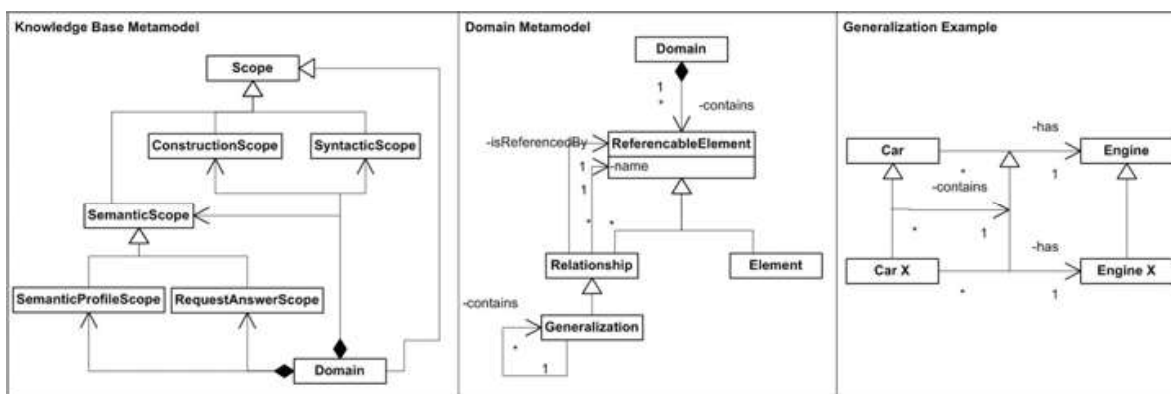 Knowledge Base Metamodel
Scope
ConstructionScope
SyntacticScope
SemanticScope
SemanticProfileScope
RequestAnswerScope
Domain
Domain Metamodel
Domain
1
*
-contains
-isReferencedBy
ReferencableElement
1
-name
1
*
*
Relationship
Element
-contains
Generalization
*
1
Generalization Example
-has
Car
Engine
*
1
-contains
*
1
-has
Car X
Engine X
*
1